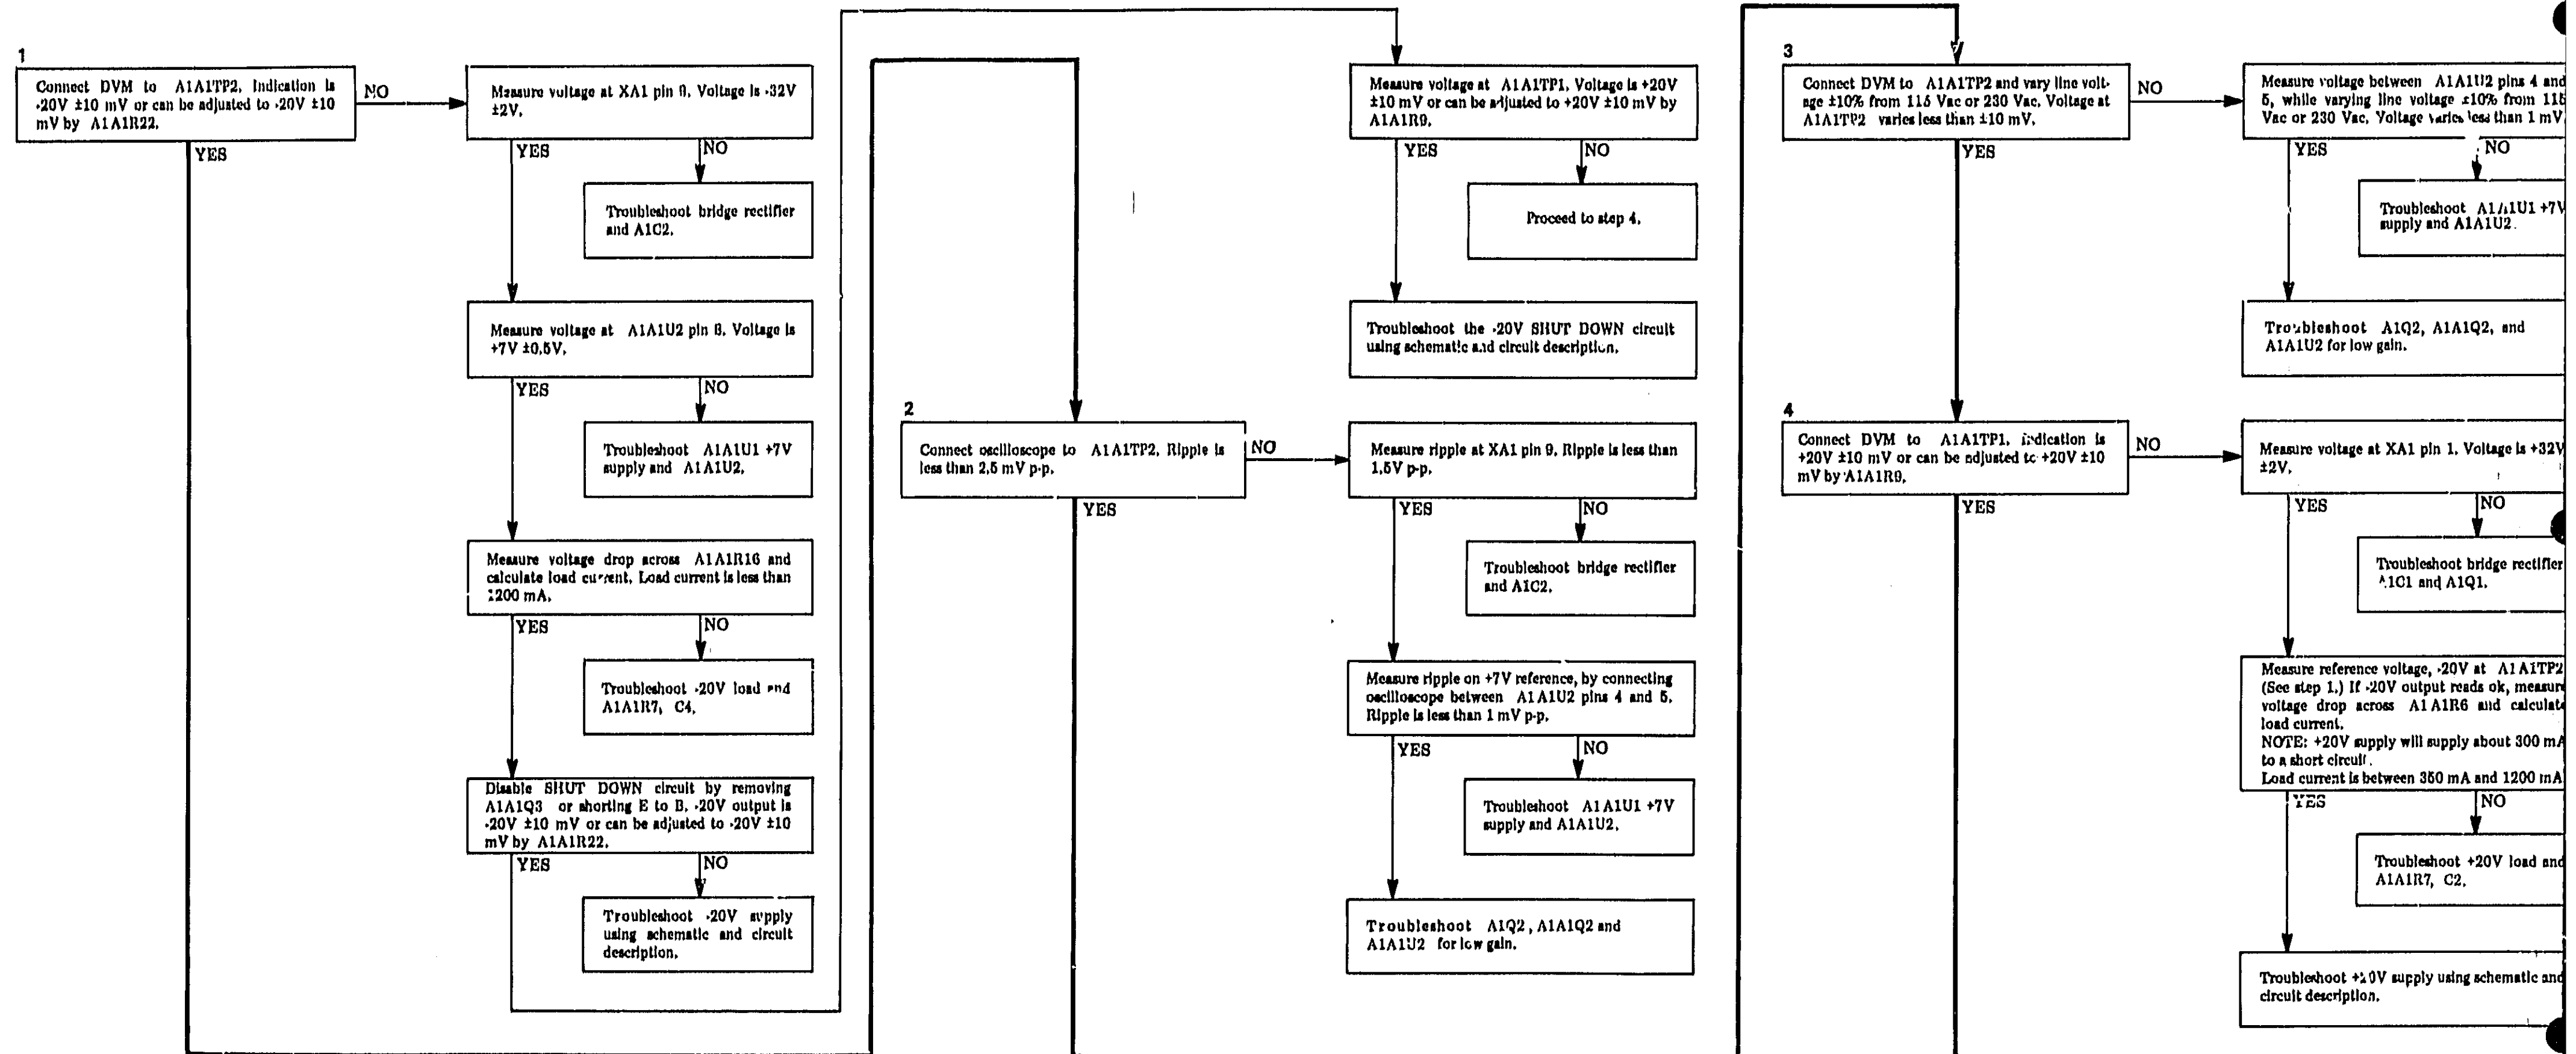 1
Connect DVM to A1A1TP2. Indication is
-20V ±10 mV or can be adjusted to -20V ±10
mV by A1A1R22.
NO
YES
Measure voltage at XA1 pin 9. Voltage is -32V
±2V.
YES
NO
Troubleshoot bridge rectifier
and A1C2.
Measure voltage at A1A1U2 pin 6. Voltage is
+7V ±0.5V.
YES
NO
Troubleshoot A1A1U1 +7V
supply and A1A1U2.
Measure voltage drop across A1A1R16 and
calculate load current. Load current is less than
1200 mA.
YES
NO
Troubleshoot -20V load and
A1A1R7, C4.
Disable SHUT DOWN circuit by removing
A1A1Q3 or shorting E to B. -20V output is
-20V ±10 mV or can be adjusted to -20V ±10
mV by A1A1R22.
YES
NO
Troubleshoot -20V supply
using schematic and circuit
description.
Measure voltage at A1A1TP1. Voltage is +20V
±10 mV or can be adjusted to +20V ±10 mV by
A1A1R9.
YES
NO
Proceed to step 4.
Troubleshoot the -20V SHUT DOWN circuit
using schematic and circuit description.
2
Connect oscilloscope to A1A1TP2. Ripple is
less than 2.5 mV p-p.
NO
YES
Measure ripple at XA1 pin 9. Ripple is less than
1.5V p-p.
YES
NO
Troubleshoot bridge rectifier
and A1C2.
Measure ripple on +7V reference, by connecting
oscilloscope between A1A1U2 pins 4 and 5.
Ripple is less than 1 mV p-p.
YES
NO
Troubleshoot A1A1U1 +7V
supply and A1A1U2.
Troubleshoot A1Q2, A1A1Q2 and
A1A1U2 for low gain.
3
Connect DVM to A1A1TP2 and vary line volt-
age ±10% from 115 Vac or 230 Vac. Voltage at
A1A1TP2 varies less than ±10 mV.
NO
YES
Measure voltage between A1A1U2 pins 4 and
5, while varying line voltage ±10% from 115
Vac or 230 Vac. Voltage varies less than 1 mV
YES
NO
Troubleshoot A1A1U1 +7V
supply and A1A1U2.
Troubleshoot A1Q2, A1A1Q2, and
A1A1U2 for low gain.
4
Connect DVM to A1A1TP1. Indication is
+20V ±10 mV or can be adjusted to +20V ±10
mV by A1A1R9.
NO
YES
Measure voltage at XA1 pin 1. Voltage is +32V
±2V.
YES
NO
Troubleshoot bridge rectifier
A1C1 and A1Q1.
Measure reference voltage, -20V at A1A1TP2
(See step 1.) If -20V output reads ok, measure
voltage drop across A1A1R6 and calculate
load current.
NOTE: +20V supply will supply about 300 mA
to a short circuit.
Load current is between 350 mA and 1200 mA
YES
NO
Troubleshoot +20V load and
A1A1R7, C2.
Troubleshoot +20V supply using schematic and
circuit description.